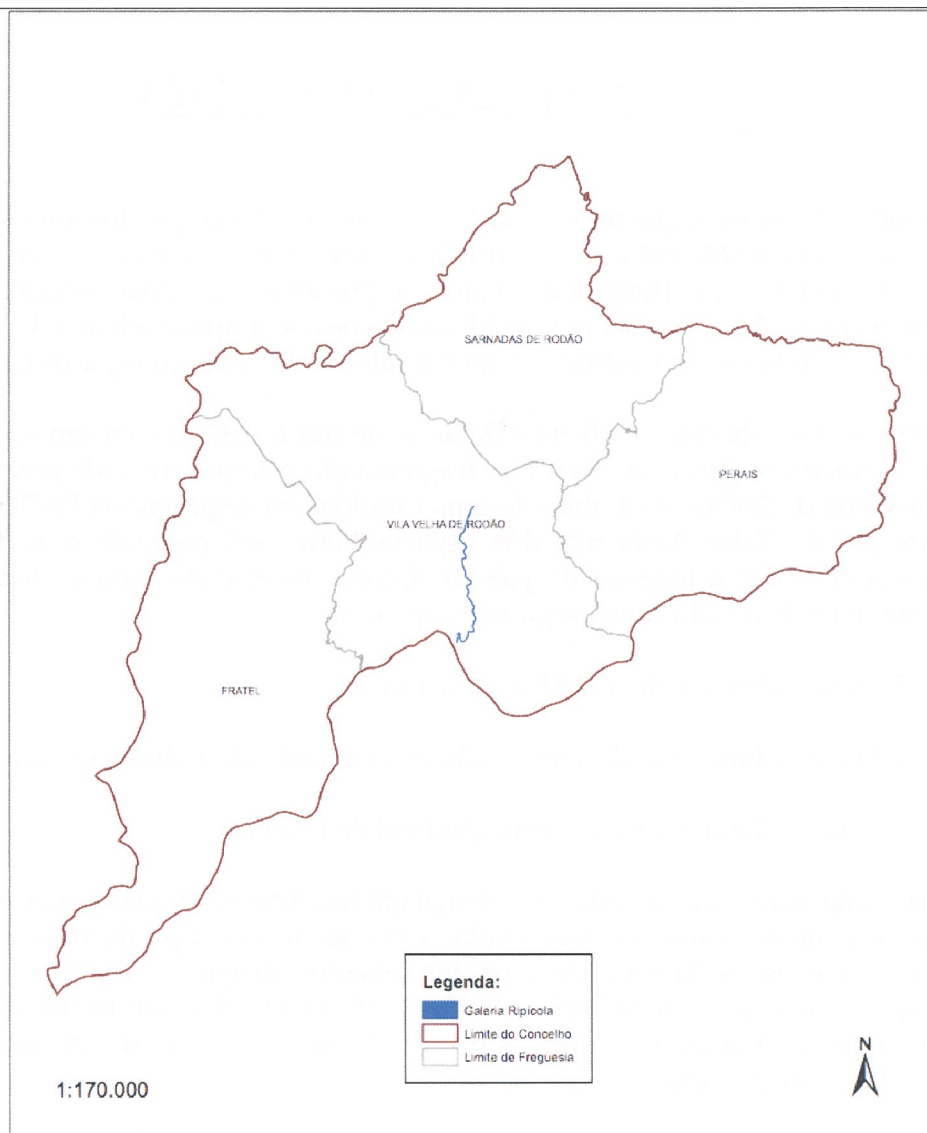 SARNADAS DE RODÃO
PERAIS
VILA VELHA DE RODÃO
FRATEL
Legenda:
Galeria Ripícola
Limite do Concelho
Limite de Freguesia
1:170.000
N